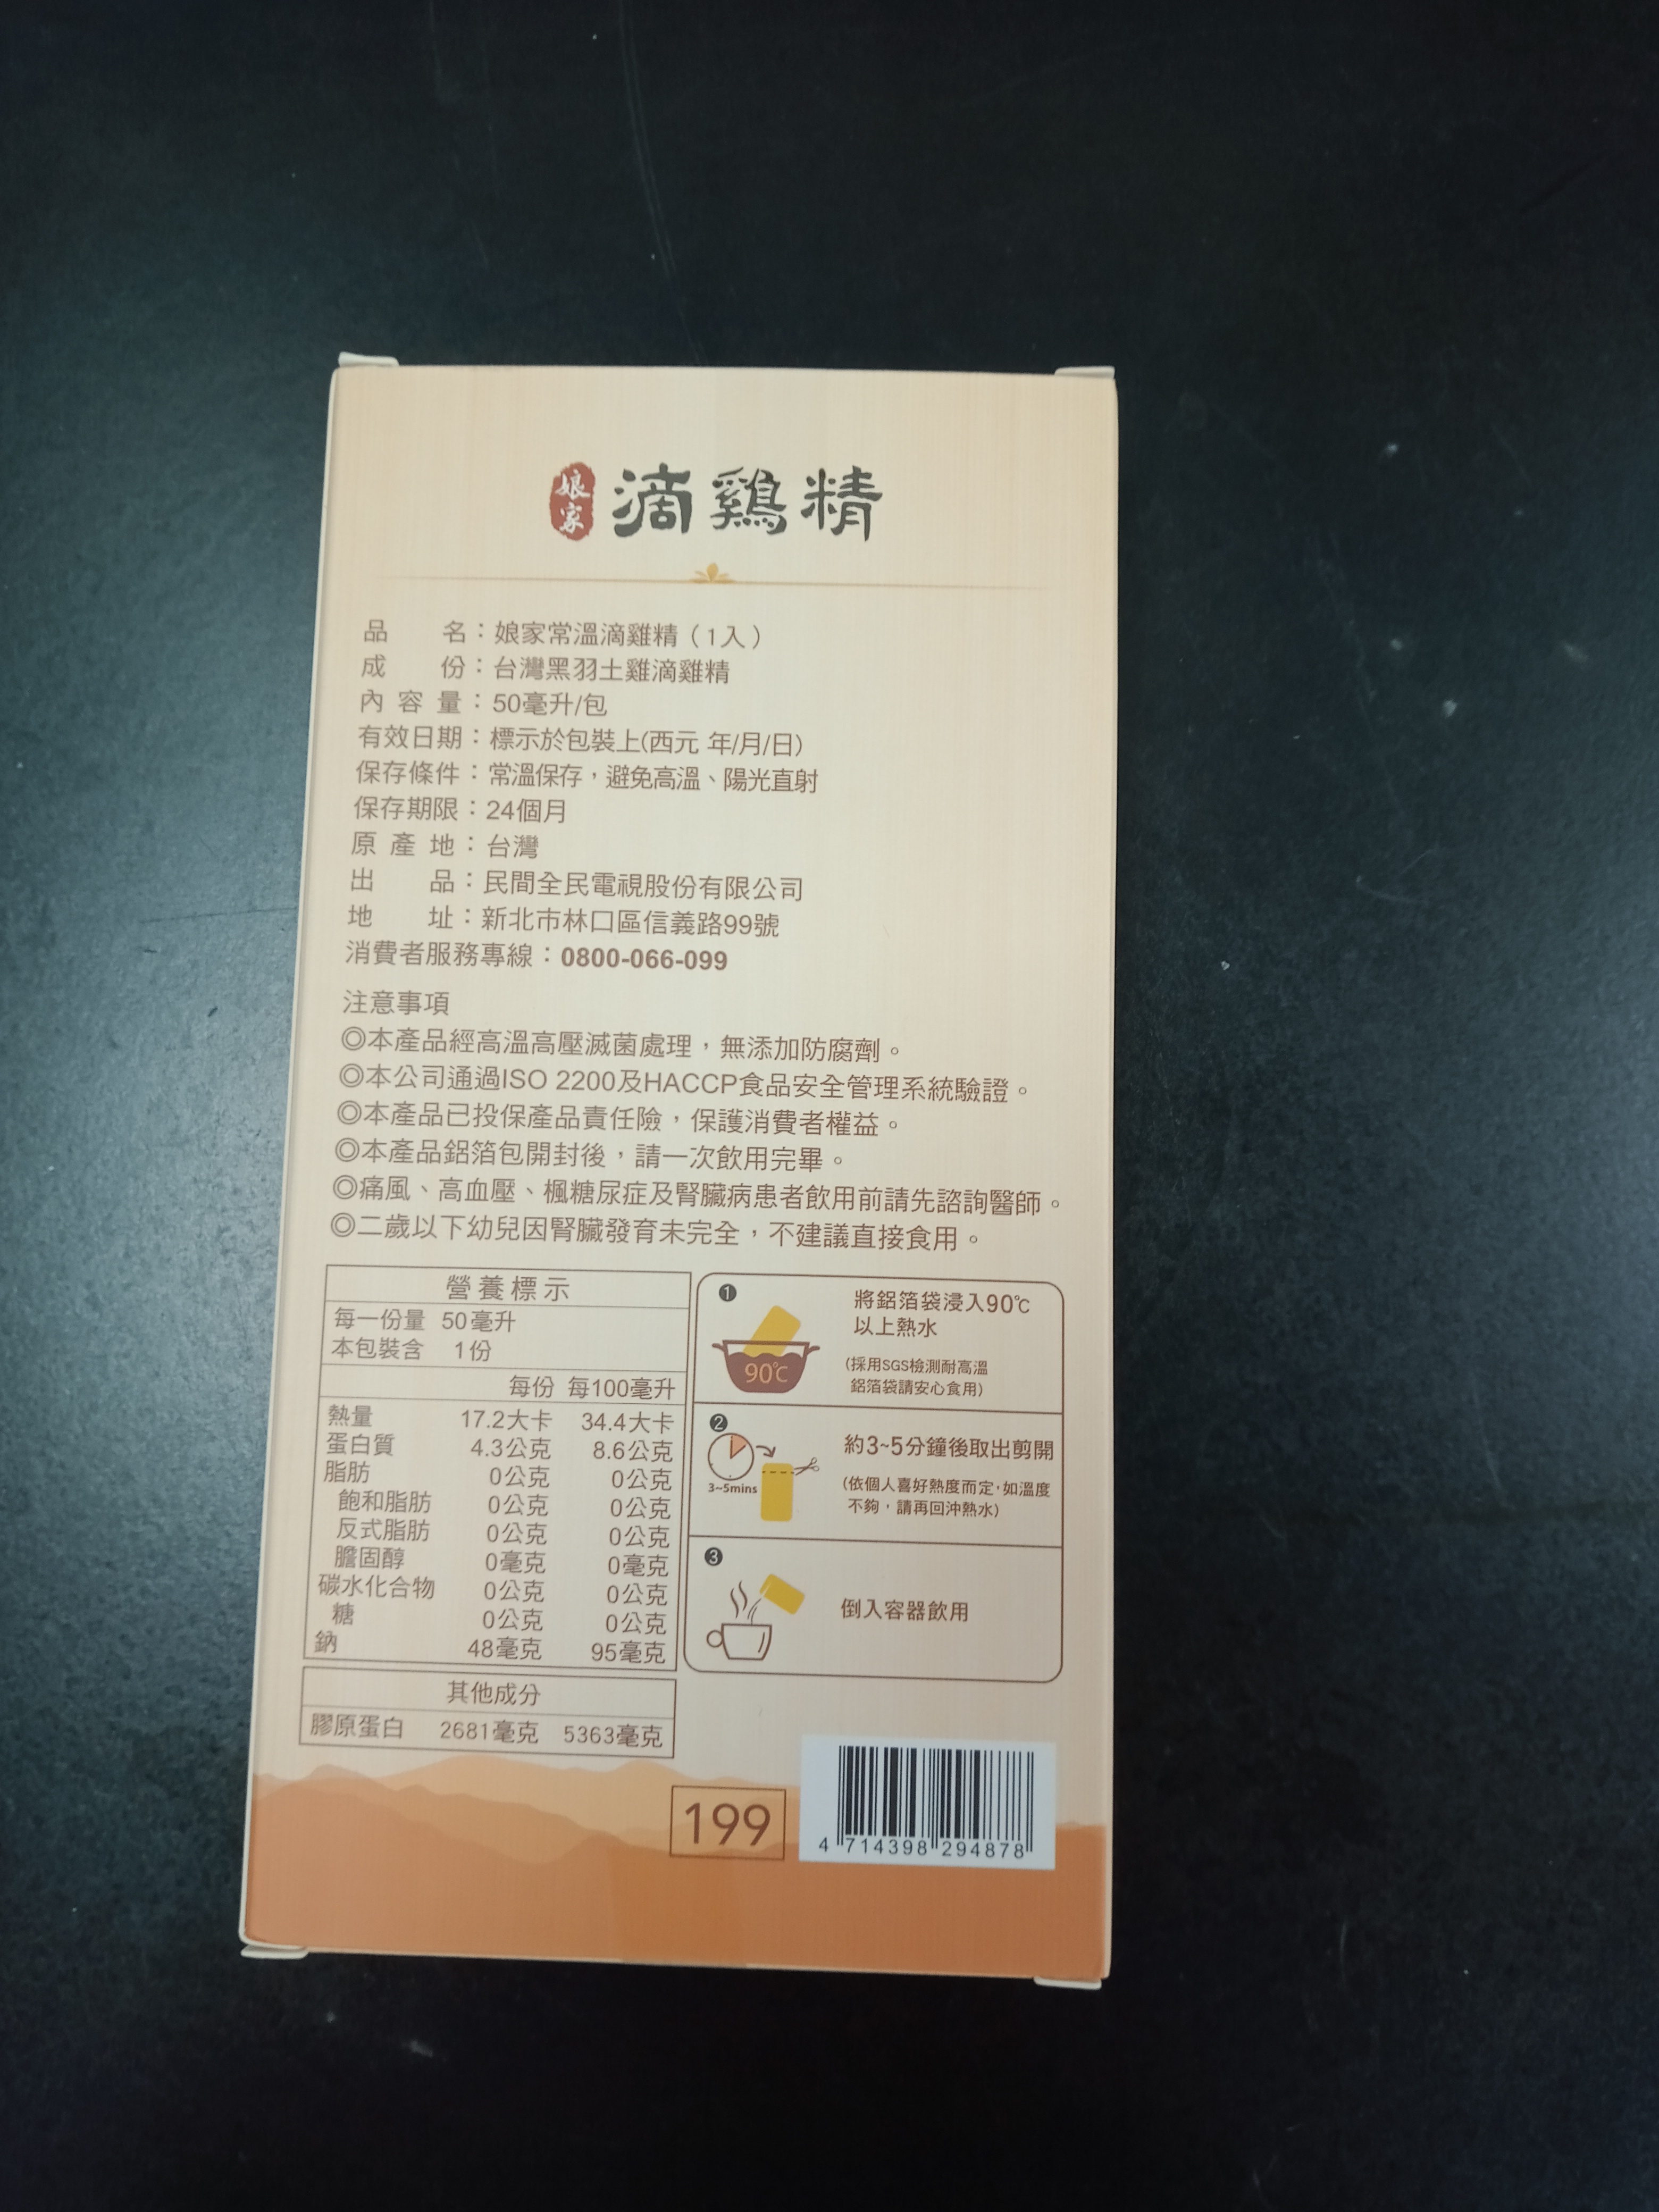 娘家 滴鷄精
品名：娘家常溫滴雞精（1入）
成份：台灣黑羽土雞滴雞精
內容量：50毫升/包
有效日期：標示於包裝上(西元 年/月/日)
保存條件：常溫保存，避免高溫、陽光直射
保存期限：24個月
原產地：台灣
出品：民間全民電視股份有限公司
地址：新北市林口區信義路99號
消費者服務專線：0800-066-099
注意事項
◎本產品經高溫高壓滅菌處理，無添加防腐劑。
◎本公司通過ISO 2200及HACCP食品安全管理系統驗證。
◎本產品已投保產品責任險，保護消費者權益。
◎本產品鋁箔包開封後，請一次飲用完畢。
◎痛風、高血壓、楓糖尿症及腎臟病患者飲用前請先諮詢醫師。
◎二歲以下幼兒因腎臟發育未完全，不建議直接食用。
營養標示
每一份量 50毫升
本包裝含 1份
每份 每100毫升
熱量 17.2大卡 34.4大卡
蛋白質 4.3公克 8.6公克
脂肪 0公克 0公克
飽和脂肪 0公克 0公克
反式脂肪 0公克 0公克
膽固醇 0毫克 0毫克
碳水化合物 0公克 0公克
糖 0公克 0公克
鈉 48毫克 95毫克
其他成分
膠原蛋白 2681毫克 5363毫克
1
將鋁箔袋浸入90℃
以上熱水
90℃
(採用SGS檢測耐高溫
鋁箔袋請安心食用)
2
約3~5分鐘後取出剪開
3~5mins
(依個人喜好熱度而定，如溫度
不夠，請再回沖熱水)
3
倒入容器飲用
199
4 714398 294878